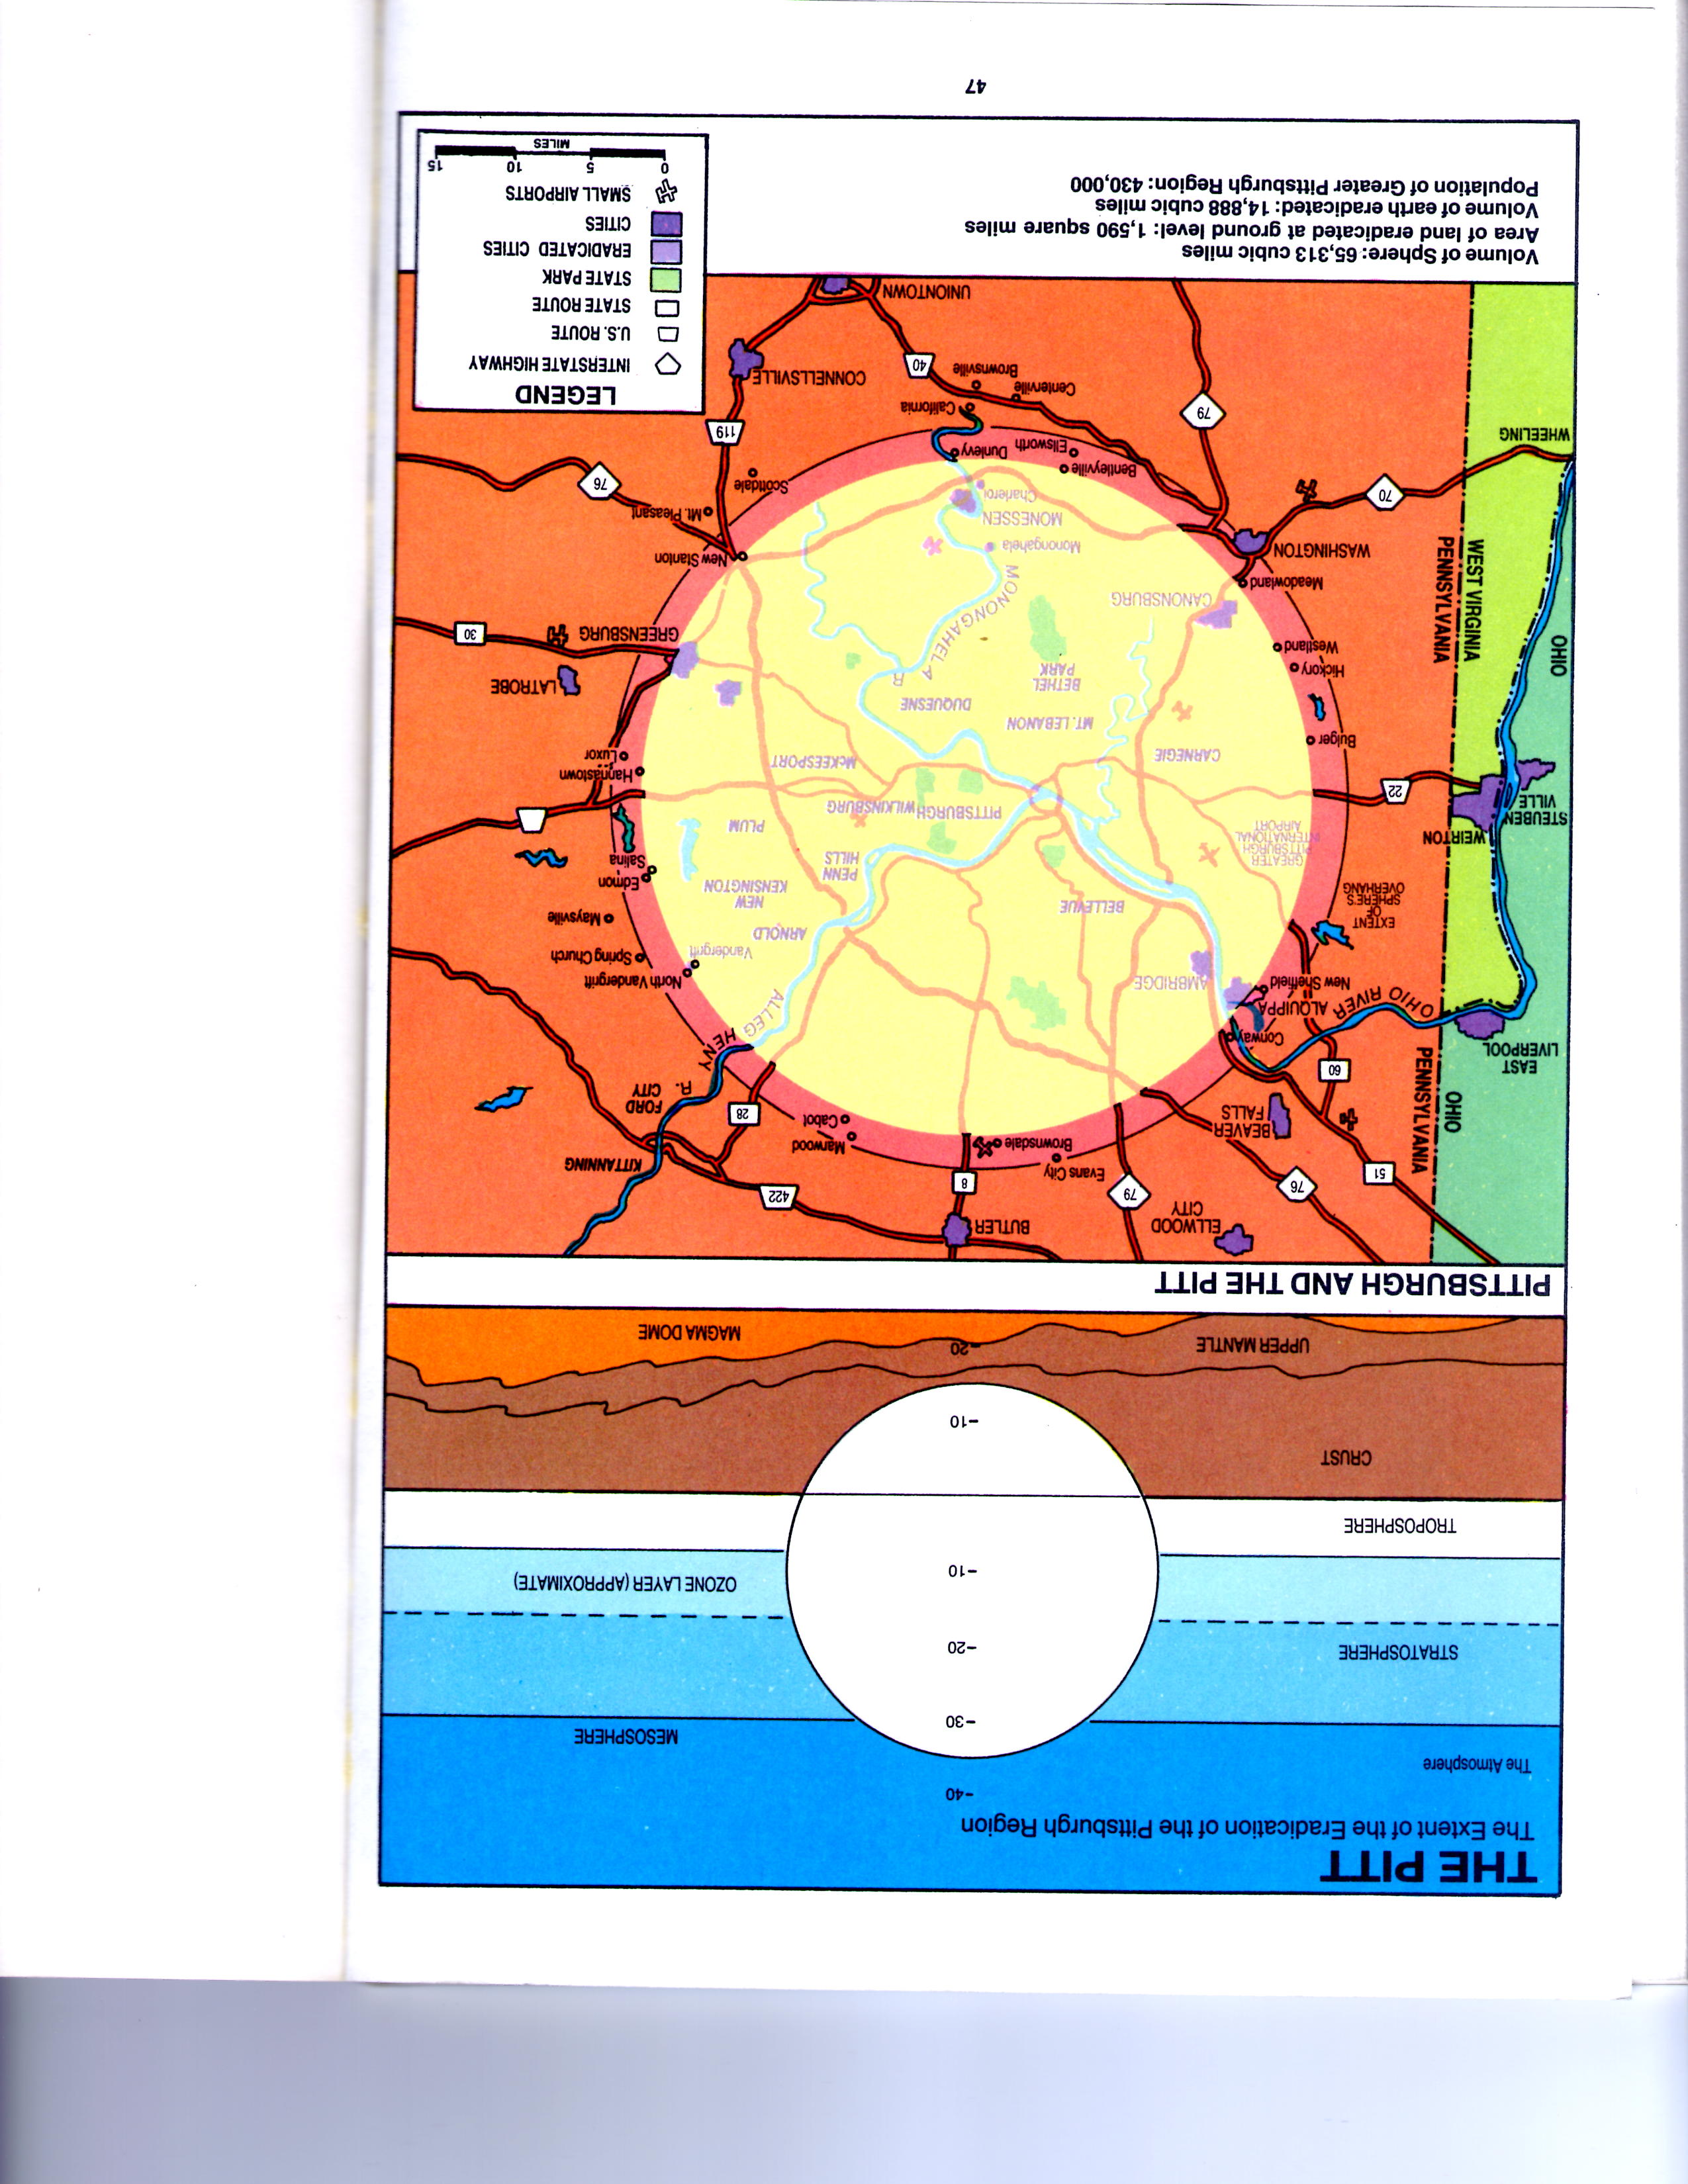 THE PITT
The Extent of the Eradication of the Pittsburgh Region
The Atmosphere
-40
MESOSPHERE
-30
STRATOSPHERE
-20
OZONE LAYER (APPROXIMATE)
-10
TROPOSPHERE
CRUST
-10
UPPER MANTLE
-20
MAGMA DOME
PITTSBURGH AND THE PITT
ELLWOOD
CITY
BUTLER
51
76
79
8
422
KITTANNING
OHIO
PENNSYLVANIA
Evans City
Brownsdale
Marwood
Cabot
BEAVER
FALLS
28
FORD
CITY
EAST
LIVERPOOL
60
Conway
ALLEGHENY R.
OHIO RIVER
ALQUIPPA
New Sheffield
AMBRIDGE
North Vandergrift
Vandergrift
Spring Church
EXTENT
OF
SPHERE'S
OVERHANG
BELLEVUE
ARNOLD
Maysville
NEW
KENSINGTON
Edmon
Salina
GREATER
PITTSBURGH
INTERNATIONAL
AIRPORT
PENN
HILLS
WEIRTON
STEUBEN
VILLE
PITTSBURGH
WILKINSBURG
PLUM
22
Hannastown
Luxor
CARNEGIE
McKEESPORT
Bulger
MT. LEBANON
DUQUESNE
BETHEL
PARK
Hickory
Westland
LATROBE
GREENSBURG
30
OHIO
WEST VIRGINIA
PENNSYLVANIA
MONONGAHELA R
CANONSBURG
Meadowland
WASHINGTON
Monongahela
MONESSEN
Charleroi
New Stanton
Mt. Pleasant
70
76
Scottdale
Bentleyville
Ellsworth
Dunlevy
WHEELING
79
119
California
Centerville
Brownsville
40
CONNELLSVILLE
UNIONTOWN
LEGEND
INTERSTATE HIGHWAY
U.S. ROUTE
STATE ROUTE
STATE PARK
ERADICATED CITIES
CITIES
SMALL AIRPORTS
0 5 10 15
MILES
Volume of Sphere: 65,313 cubic miles
Area of land eradicated at ground level: 1,590 square miles
Volume of earth eradicated: 14,888 cubic miles
Population of Greater Pittsburgh Region: 430,000
47